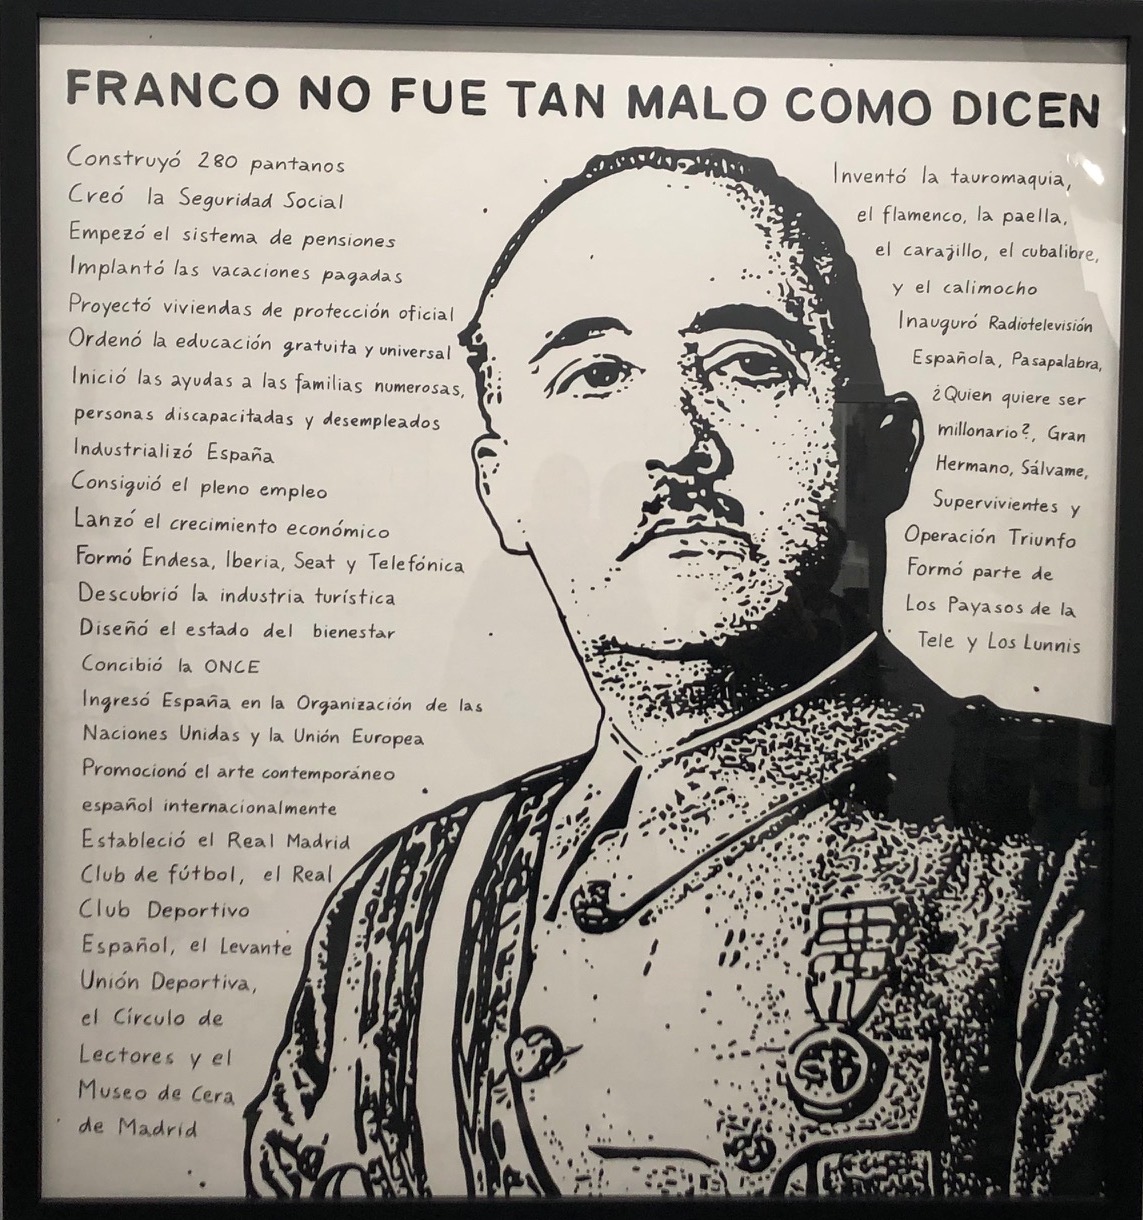 FRANCO NO FUE TAN MALO COMO DICEN
Construyó 280 pantanos
Creó la Seguridad Social
Empezó el sistema de pensiones
Implantó las vacaciones pagadas
Proyectó viviendas de protección oficial
Ordenó la educación gratuita y universal
Inició las ayudas a las familias numerosas,
personas discapacitadas y desempleados
Industrializó España
Consiguió el pleno empleo
Lanzó el crecimiento económico
Formó Endesa, Iberia, Seat y Telefónica
Descubrió la industria turística
Diseñó el estado del bienestar
Concibió la ONCE
Ingresó España en la Organización de las
Naciones Unidas y la Unión Europea
Promocionó el arte contemporáneo
español internacionalmente
Estableció el Real Madrid
Club de fútbol, el Real
Club Deportivo
Español, el Levante
Unión Deportiva,
el Círculo de
Lectores y el
Museo de Cera
de Madrid
Inventó la tauromaquia,
el flamenco, la paella,
el carajillo, el cubalibre,
y el calimocho
Inauguró Radiotelevisión
Española, Pasapalabra,
¿Quien quiere ser
millonario?, Gran
Hermano, Sálvame,
Supervivientes y
Operación Triunfo
Formó parte de
Los Payasos de la
Tele y Los Lunnis